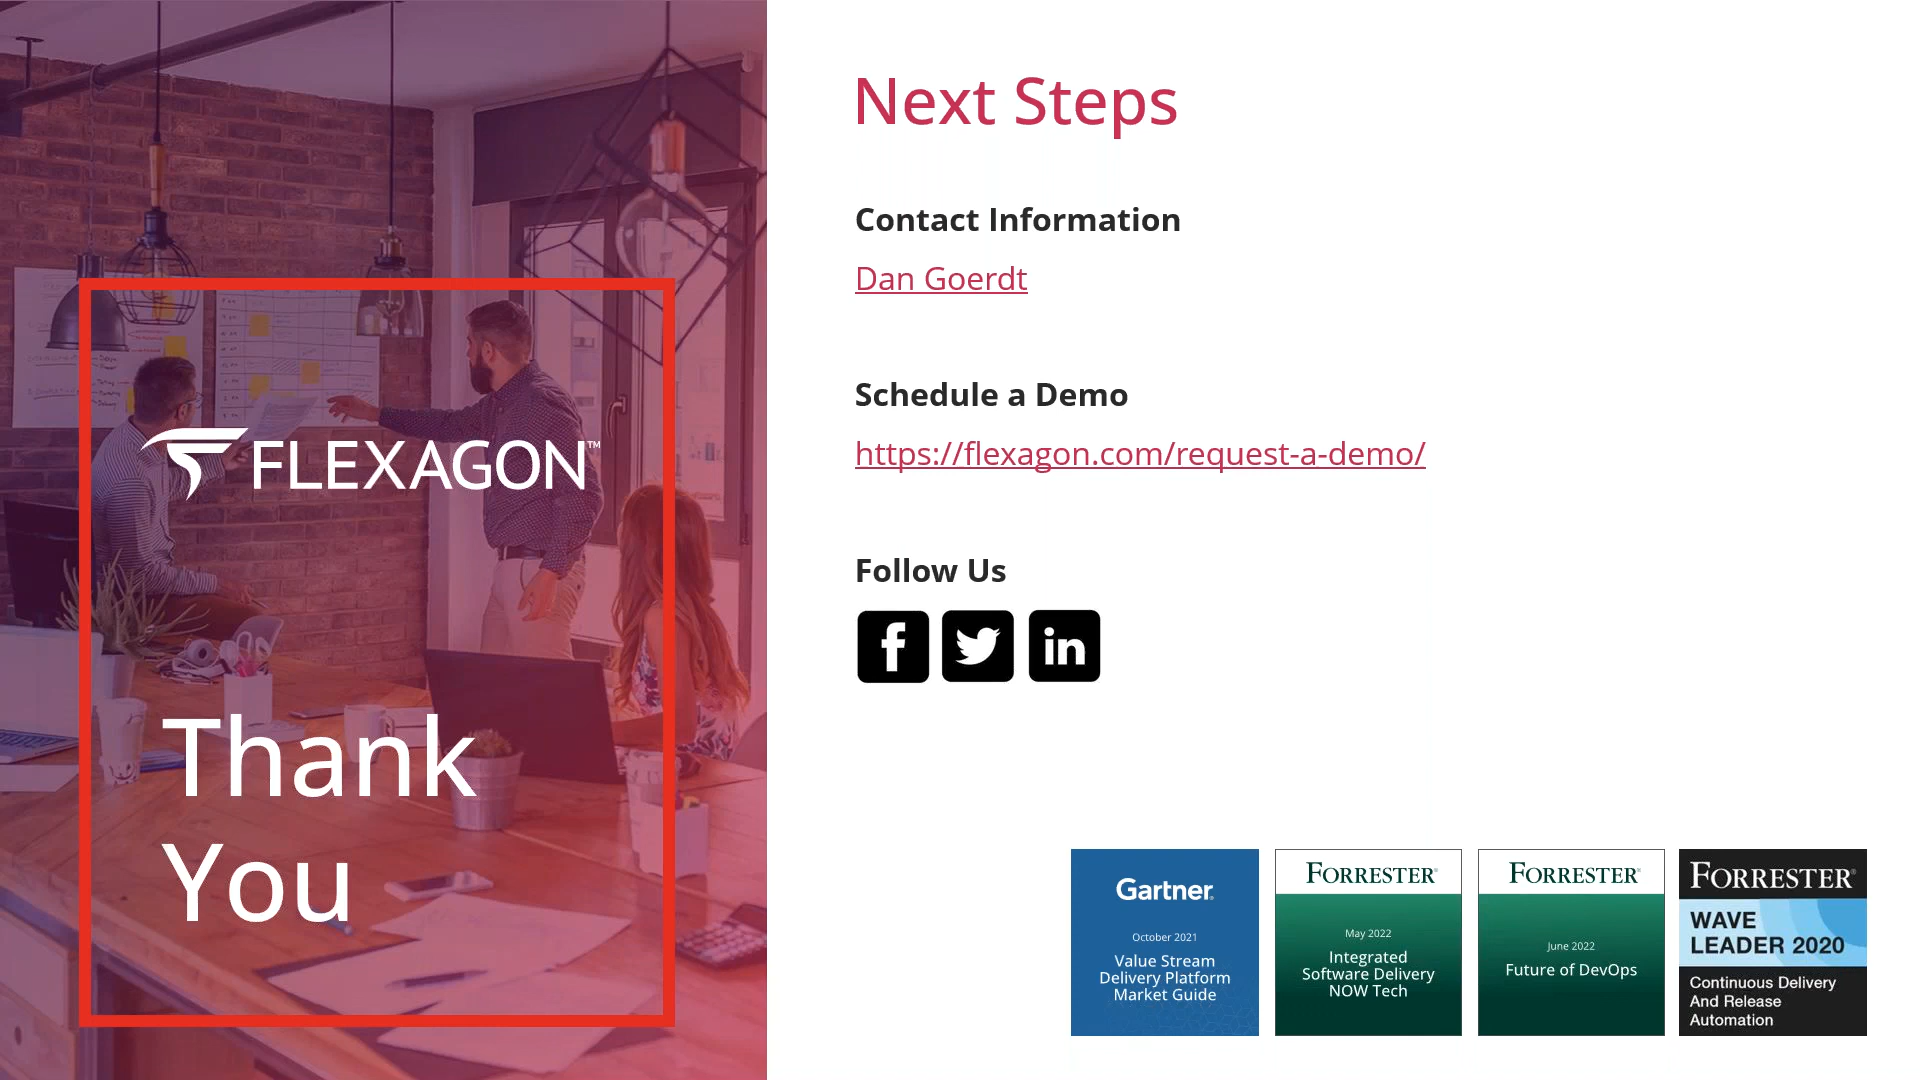 FLEXAGON™
Thank
You
Next Steps
Contact Information
Dan Goerdt
Schedule a Demo
https://flexagon.com/request-a-demo/
Follow Us
f
in
Gartner.
October 2021
Value Stream
Delivery Platform
Market Guide
FORRESTER®
May 2022
Integrated
Software Delivery
NOW Tech
FORRESTER®
June 2022
Future of DevOps
FORRESTER®
WAVE
LEADER 2020
Continuous Delivery
And Release
Automation